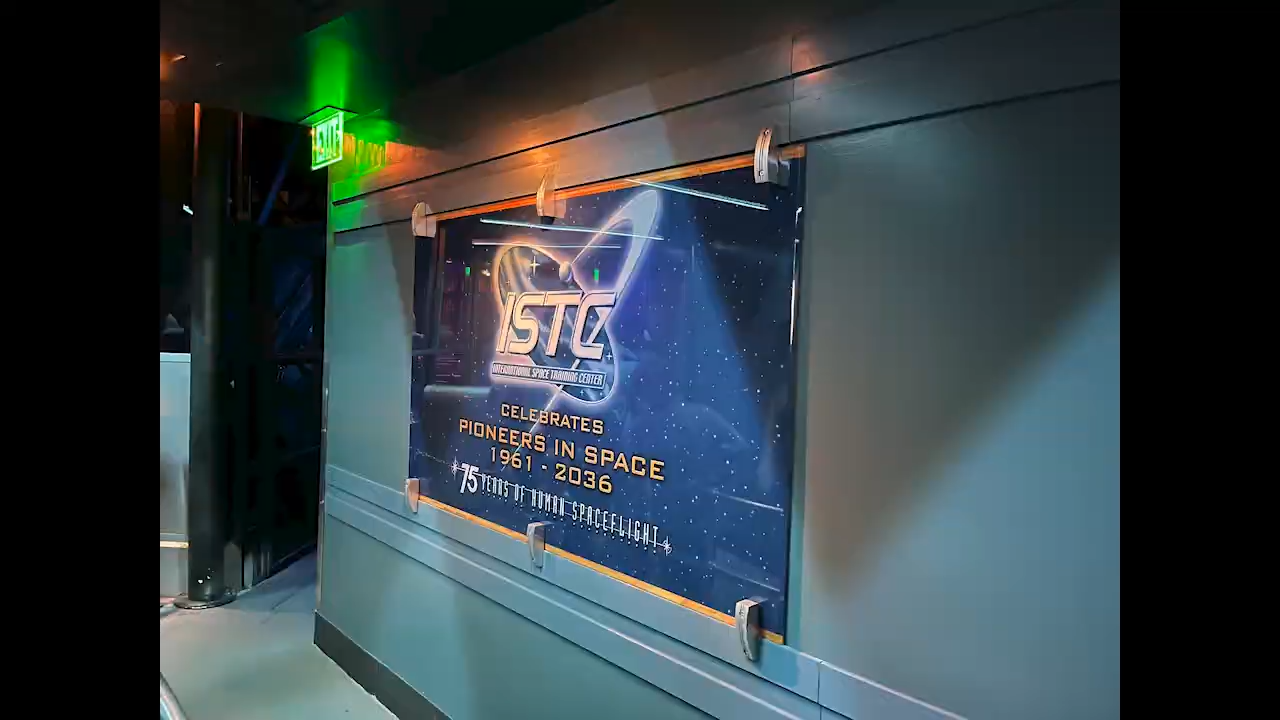 EXIT
ISTC
INTERNATIONAL SPACE TRAINING CENTER
CELEBRATES
PIONEERS IN SPACE
1961 - 2036
75 YEARS OF HUMAN SPACEFLIGHT